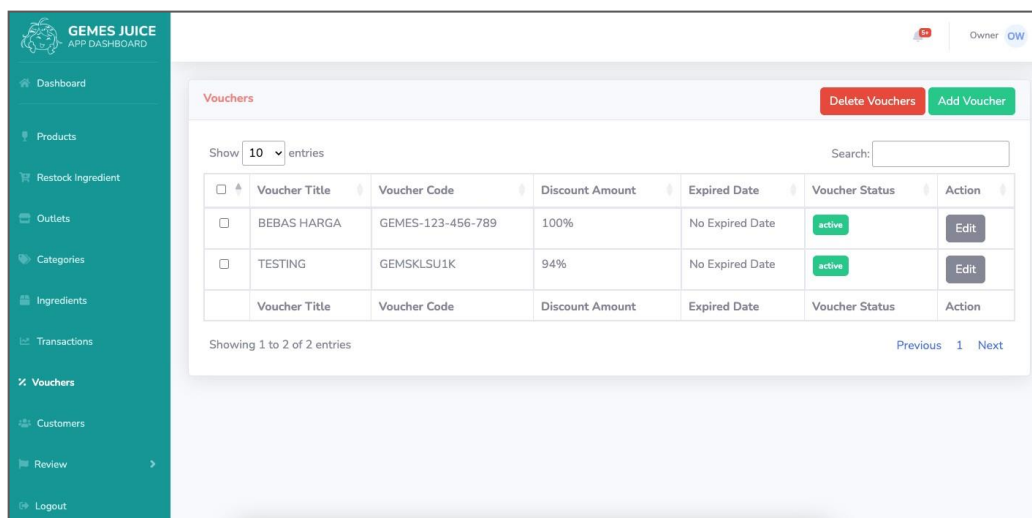 GEMES JUICE
APP DASHBOARD
5+
Owner OW
Dashboard
Products
Restock Ingredient
Outlets
Categories
Ingredients
Transactions
Vouchers
Customers
Review
Logout
Vouchers
Delete Vouchers Add Voucher
Show 10 entries Search:
Voucher Title Voucher Code Discount Amount Expired Date Voucher Status Action
BEBAS HARGA GEMES-123-456-789 100% No Expired Date active Edit
TESTING GEMSKLSU1K 94% No Expired Date active Edit
Voucher Title Voucher Code Discount Amount Expired Date Voucher Status Action
Showing 1 to 2 of 2 entries Previous 1 Next